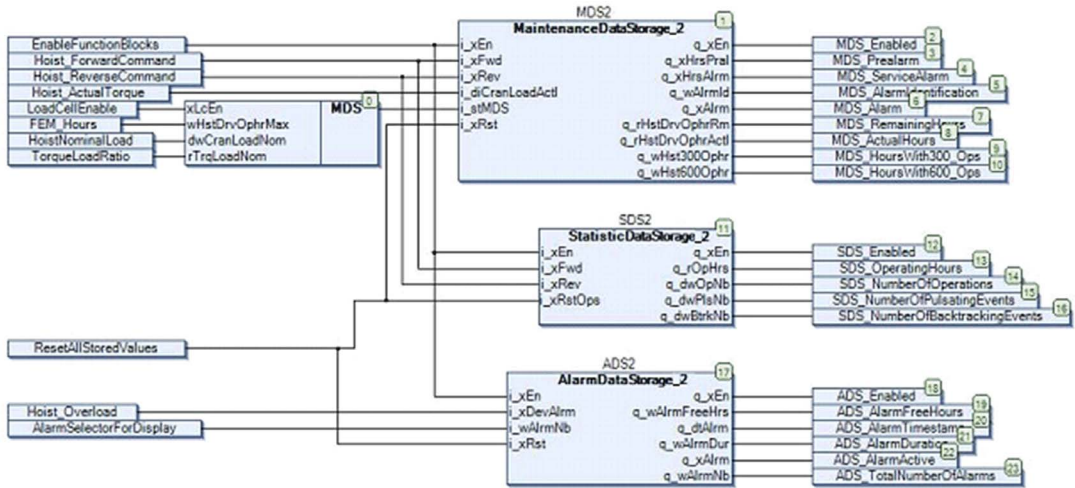 MDS2
1
MaintenanceDataStorage_2
EnableFunctionBlocks
Hoist_ForwardCommand
Hoist_ReverseCommand
Hoist_ActualTorque
LoadCellEnable
FEM_Hours
HoistNominalLoad
TorqueLoadRatio
xLcEn
wHstDrvOphrMax
dwCranLoadNom
rTrqLoadNom
MDS
0
i_xEn
i_xFwd
i_xRev
i_diCranLoadActl
i_stMDS
i_xRst
q_xEn
q_xHrsPral
q_xHrsAlrm
q_wAlrmId
q_xAlrm
q_rHstDrvOphrRm
q_rHstDrvOphrActl
q_wHst300Ophr
q_wHst600Ophr
MDS_Enabled 2
MDS_Prealarm 3
MDS_ServiceAlarm 4
MDS_AlarmIdentification 5
MDS_Alarm 6
MDS_RemainingHours 7
MDS_ActualHours 8
MDS_HoursWith300_Ops 9
MDS_HoursWith600_Ops 10
SDS2
11
StatisticDataStorage_2
i_xEn
i_xFwd
i_xRev
i_xRstOps
q_xEn
q_rOpHrs
q_dwOpNb
q_dwPlsNb
q_dwBtrkNb
SDS_Enabled 12
SDS_OperatingHours 13
SDS_NumberOfOperations 14
SDS_NumberOfPulsatingEvents 15
SDS_NumberOfBacktrackingEvents 16
ResetAllStoredValues
ADS2
17
AlarmDataStorage_2
Hoist_Overload
AlarmSelectorForDisplay
i_xEn
i_xDevAlrm
i_wAlrmNb
i_xRst
q_xEn
q_wAlrmFreeHrs
q_dtAlrm
q_wAlrmDur
q_xAlrm
q_wAlrmNb
ADS_Enabled 18
ADS_AlarmFreeHours 19
ADS_AlarmTimestamp 20
ADS_AlarmDuration 21
ADS_AlarmActive 22
ADS_TotalNumberOfAlarms 23